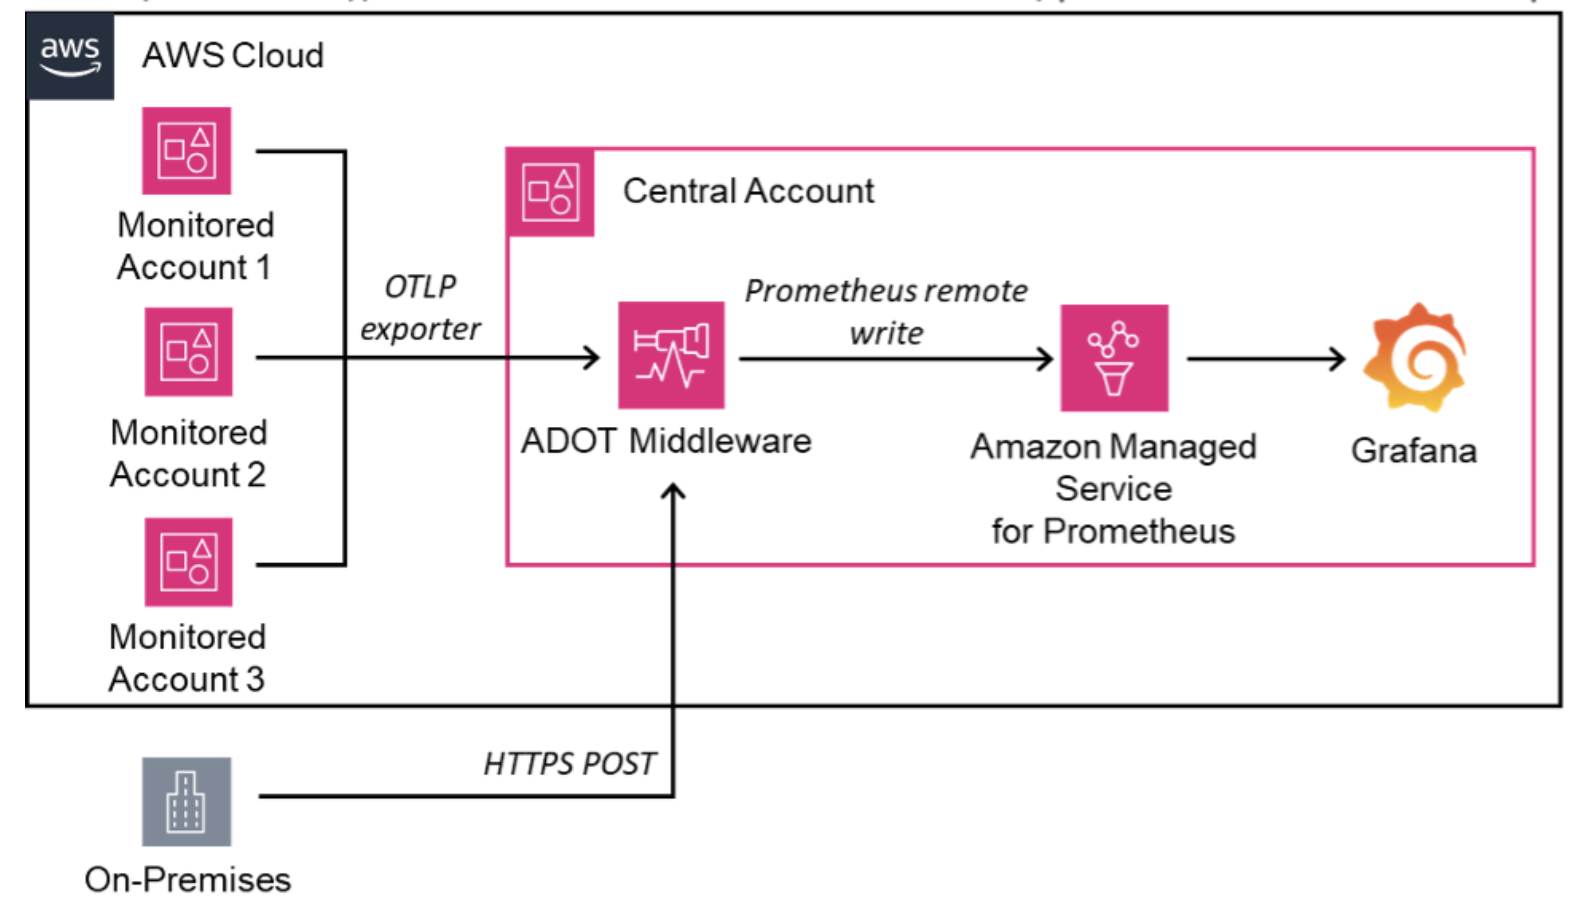 aws
AWS Cloud
Monitored
Account 1
Monitored
Account 2
Monitored
Account 3
OTLP
exporter
Central Account
ADOT Middleware
Prometheus remote
write
Amazon Managed
Service
for Prometheus
Grafana
HTTPS POST
On-Premises